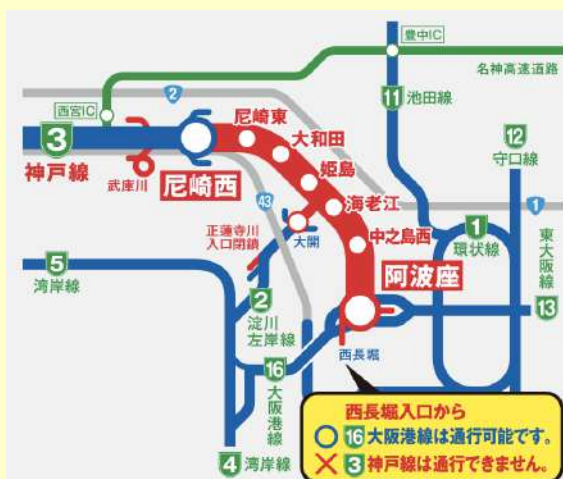 豊中IC
名神高速道路
2
西宮IC
11 池田線
12
守口線
3
神戸線
武庫川
尼崎西
尼崎東
大和田
姫島
海老江
中之島西
阿波座
43
1
1
環状線
東大阪線
13
正蓮寺川
入口閉鎖
大開
5
湾岸線
2
淀川
左岸線
西長堀
16
大阪港線
4 湾岸線
西長堀入口から
○ 16 大阪港線は通行可能です。
× 3 神戸線は通行できません。